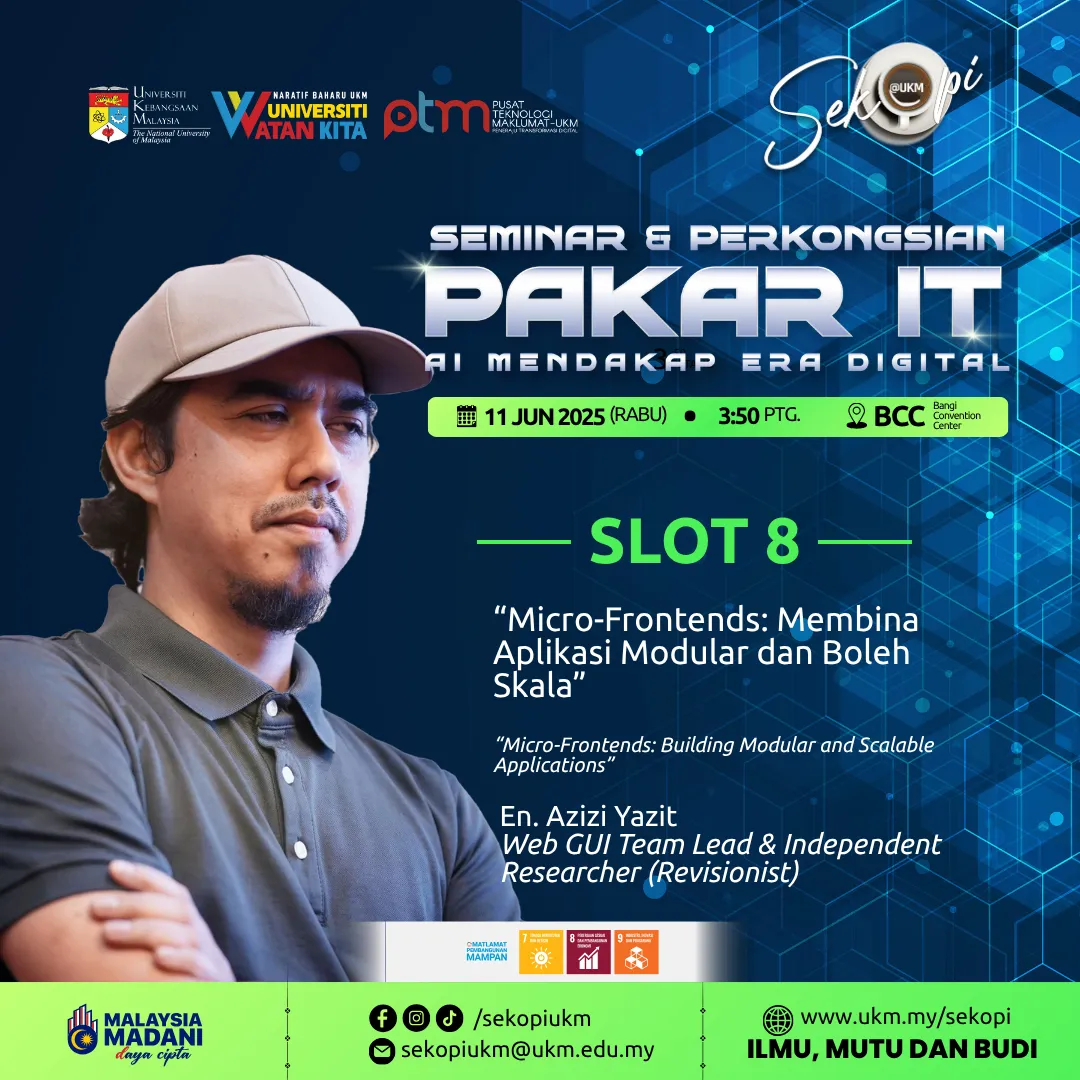 UNIVERSITI
KEBANGSAAN
MALAYSIA
The National University
of Malaysia
NARATIF BAHARU UKM
UNIVERSITI
WATAN KITA
ptm
PUSAT
TEKNOLOGI
MAKLUMAT-UKM
PENERAJU TRANSFORMASI DIGITAL
Sekopi
@UKM
SEMINAR & PERKONGSIAN
PAKAR IT
AI MENDAKAP ERA DIGITAL
11 JUN 2025 (RABU) • 3:50 PTG. BCC Bangi
Convention
Center
SLOT 8
“Micro-Frontends: Membina
Aplikasi Modular dan Boleh
Skala”
“Micro-Frontends: Building Modular and Scalable
Applications”
En. Azizi Yazit
Web GUI Team Lead & Independent
Researcher (Revisionist)
MATLAMAT
PEMBANGUNAN
MAMPAN
7
8
9
MALAYSIA
MADANI
daya cipta
/sekopiukm
sekopiukm@ukm.edu.my
www.ukm.my/sekopi
ILMU, MUTU DAN BUDI